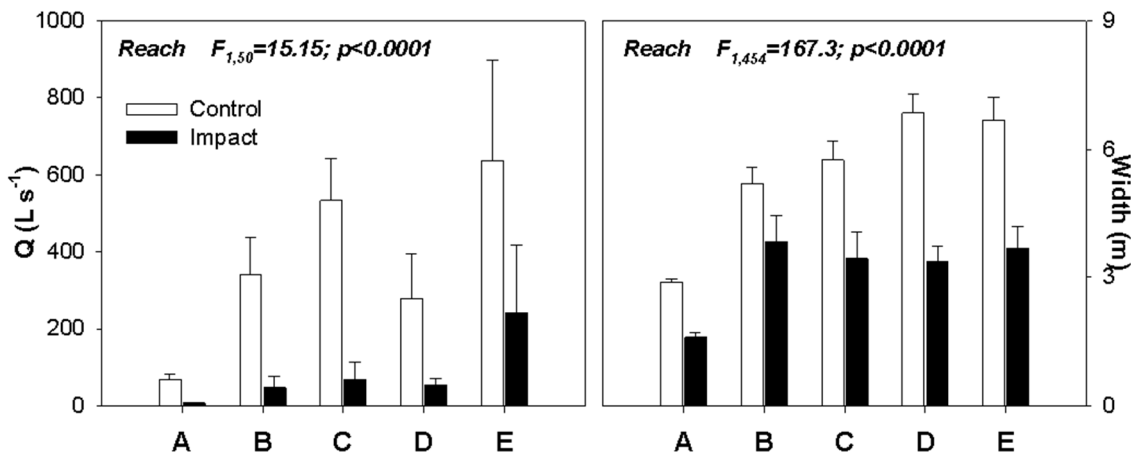 Reach F1,50=15.15; p<0.0001
Control
Impact
Q (L s-1)
1000
800
600
400
200
0
A B C D E
Reach F1,454=167.3; p<0.0001
9
6
3
0
Width (m)
A B C D E